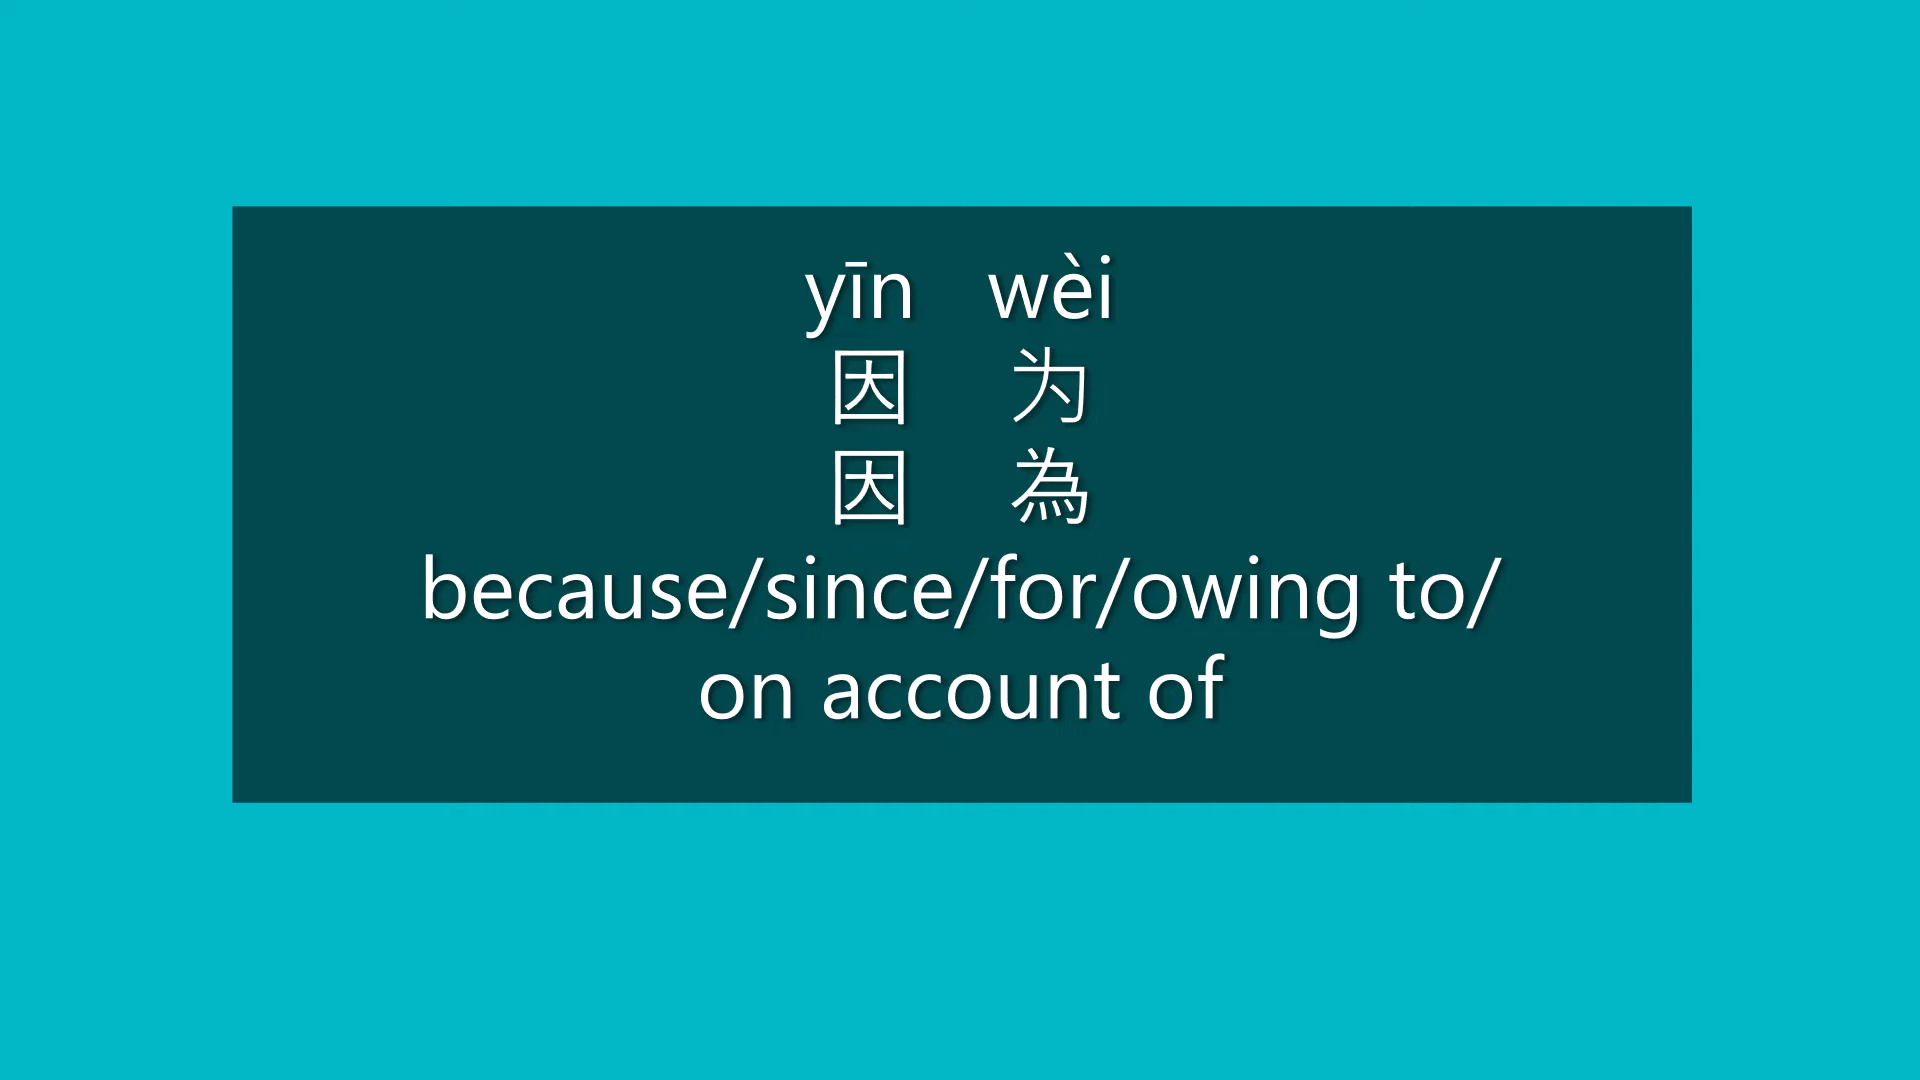 yīn wèi
因 为
因 為
because/since/for/owing to/
on account of